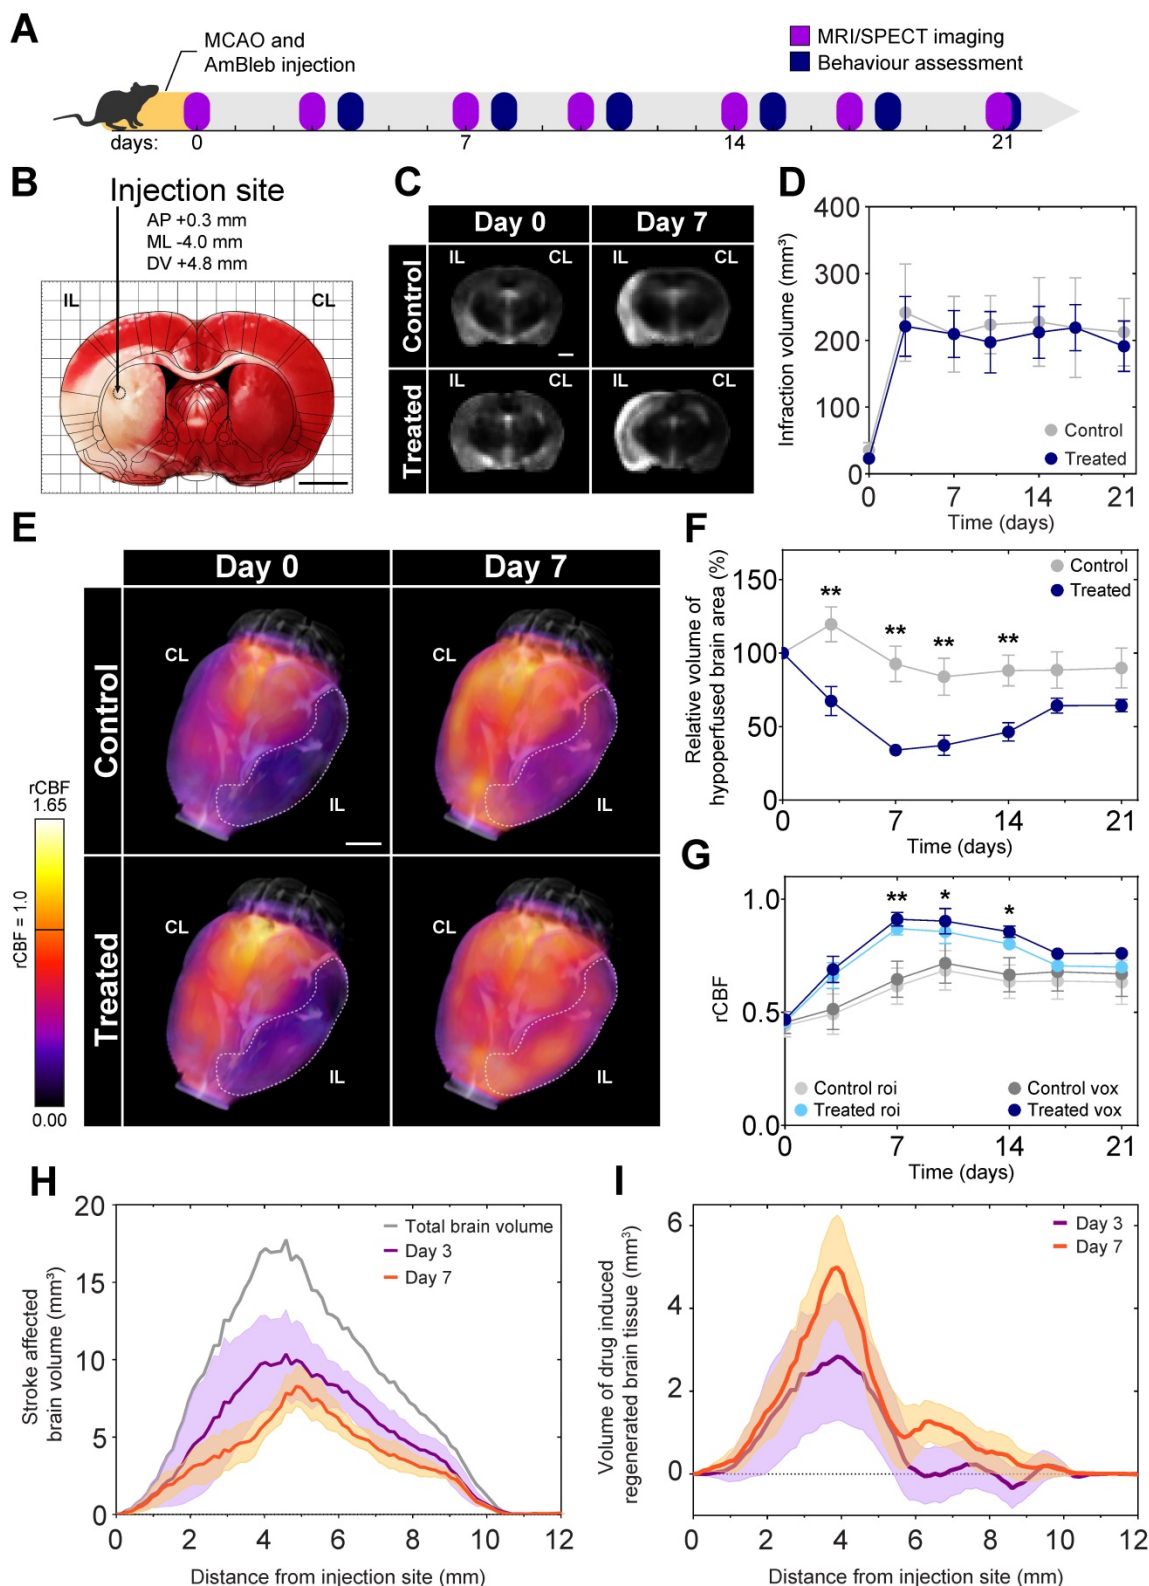 A
MCAO and
AmBleb injection
MRI/SPECT imaging
Behaviour assessment
days: 0 7 14 21
B
Injection site
AP +0.3 mm
ML -4.0 mm
DV +4.8 mm
IL CL
C
Day 0 Day 7
Control
IL CL IL CL
Treated
IL CL IL CL
D
Infraction volume (mm³)
400
300
200
100
0
Control
Treated
0 7 14 21
Time (days)
E
Day 0 Day 7
Control
CL IL CL IL
Treated
CL IL CL IL
rCBF
1.65
rCBF = 1.0
0.00
F
Relative volume of
hypoperfused brain area (%)
150
100
50
0
Control
Treated
** ** ** **
0 7 14 21
Time (days)
G
rCBF
1.0
0.5
0.0
** * *
Control roi Control vox
Treated roi Treated vox
0 7 14 21
Time (days)
H
Stroke affected
brain volume (mm³)
20
15
10
5
0
Total brain volume
Day 3
Day 7
0 2 4 6 8 10 12
Distance from injection site (mm)
I
Volume of drug induced
regenerated brain tissue (mm³)
6
4
2
0
Day 3
Day 7
0 2 4 6 8 10 12
Distance from injection site (mm)